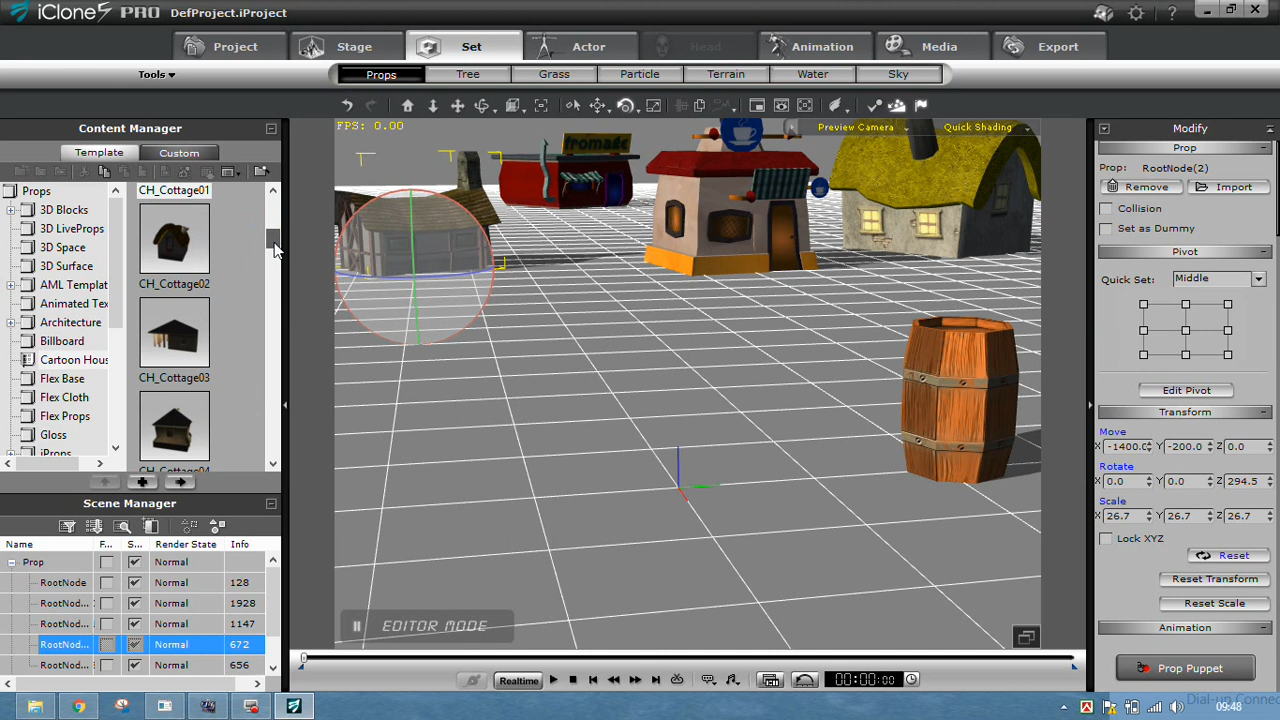 iClone5 PRO DefProject.iProject
Project Stage Set Actor Head Animation Media Export
Tools
Props Tree Grass Particle Terrain Water Sky
Content Manager
Template Custom
Props
3D Blocks
3D LiveProps
3D Space
3D Surface
AML Template
Animated Tex
Architecture
Billboard
Cartoon Hous
Flex Base
Flex Cloth
Flex Props
Gloss
iProps
CH_Cottage01
CH_Cottage02
CH_Cottage03
CH_Cottage04
Scene Manager
Name F... S... Render State Info
Prop Normal
RootNode Normal 128
RootNod... Normal 1928
RootNod... Normal 1147
RootNod... Normal 672
RootNod... Normal 656
FPS: 0.00
Preview Camera Quick Shading
fromage
EDITOR MODE
Realtime 00:00:00
Modify
Prop
Prop: RootNode(2)
Remove Import
Collision
Set as Dummy
Pivot
Quick Set: Middle
Edit Pivot
Transform
Move
X -1400.0 Y -200.0 Z 0.0
Rotate
X 0.0 Y 0.0 Z 294.5
Scale
X 26.7 Y 26.7 Z 26.7
Lock XYZ
Reset
Reset Transform
Reset Scale
Animation
Prop Puppet
Dial-up Connec
09:48